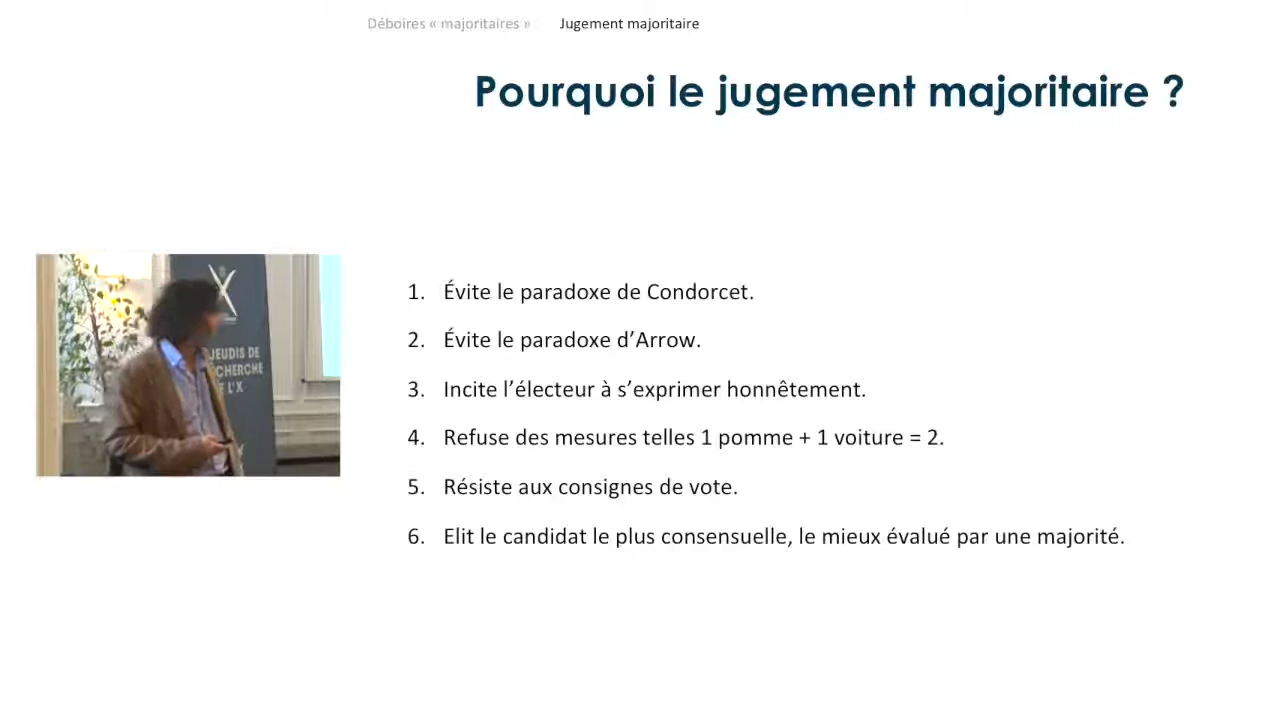 Déboires « majoritaires »
Jugement majoritaire
Pourquoi le jugement majoritaire ?
1. Évite le paradoxe de Condorcet.
2. Évite le paradoxe d’Arrow.
3. Incite l’électeur à s’exprimer honnêtement.
4. Refuse des mesures telles 1 pomme + 1 voiture = 2.
5. Résiste aux consignes de vote.
6. Elit le candidat le plus consensuelle, le mieux évalué par une majorité.
X
JEUDIS DE
CHERCHE
L'X